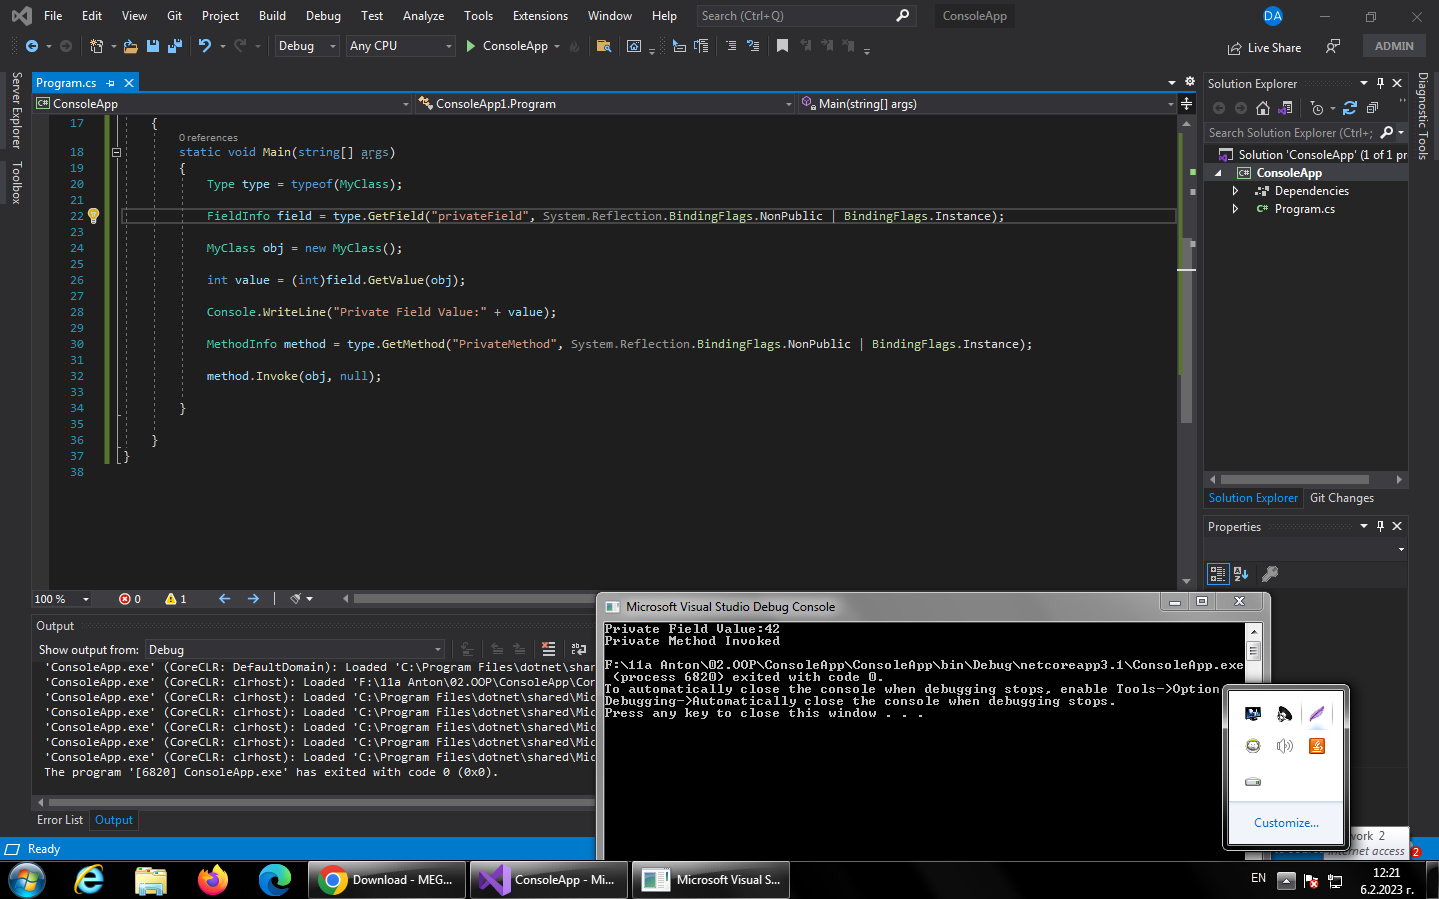 File Edit View Git Project Build Debug Test Analyze Tools Extensions Window Help Search (Ctrl+Q) ConsoleApp DA
Debug Any CPU ConsoleApp Live Share ADMIN
Server Explorer
Toolbox
Program.cs
C# ConsoleApp ConsoleApp1.Program Main(string[] args)
17 {
0 references
18 static void Main(string[] args)
19 {
20 Type type = typeof(MyClass);
21
22 FieldInfo field = type.GetField("privateField", System.Reflection.BindingFlags.NonPublic | BindingFlags.Instance);
23
24 MyClass obj = new MyClass();
25
26 int value = (int)field.GetValue(obj);
27
28 Console.WriteLine("Private Field Value:" + value);
29
30 MethodInfo method = type.GetMethod("PrivateMethod", System.Reflection.BindingFlags.NonPublic | BindingFlags.Instance);
31
32 method.Invoke(obj, null);
33
34 }
35
36 }
37 }
38
100 % 0 1
Solution Explorer
Search Solution Explorer (Ctrl+;
Solution 'ConsoleApp' (1 of 1 pr
C# ConsoleApp
Dependencies
C# Program.cs
Solution Explorer Git Changes
Properties
Diagnostic Tools
Output
Show output from: Debug
'ConsoleApp.exe' (CoreCLR: DefaultDomain): Loaded 'C:\Program Files\dotnet\shar
'ConsoleApp.exe' (CoreCLR: clrhost): Loaded 'F:\11a Anton\02.OOP\ConsoleApp\Con
'ConsoleApp.exe' (CoreCLR: clrhost): Loaded 'C:\Program Files\dotnet\shared\Mic
'ConsoleApp.exe' (CoreCLR: clrhost): Loaded 'C:\Program Files\dotnet\shared\Mic
'ConsoleApp.exe' (CoreCLR: clrhost): Loaded 'C:\Program Files\dotnet\shared\Mic
'ConsoleApp.exe' (CoreCLR: clrhost): Loaded 'C:\Program Files\dotnet\shared\Mic
'ConsoleApp.exe' (CoreCLR: clrhost): Loaded 'C:\Program Files\dotnet\shared\Mic
The program '[6820] ConsoleApp.exe' has exited with code 0 (0x0).
Error List Output
Microsoft Visual Studio Debug Console
Private Field Value:42
Private Method Invoked
F:\11a Anton\02.OOP\ConsoleApp\ConsoleApp\bin\Debug\netcoreapp3.1\ConsoleApp.exe
(process 6820) exited with code 0.
To automatically close the console when debugging stops, enable Tools->Option
Debugging->Automatically close the console when debugging stops.
Press any key to close this window . . .
Customize...
work 2
internet access
2
Ready
Download - MEG... ConsoleApp - Mi... Microsoft Visual S...
EN
12:21
6.2.2023 г.